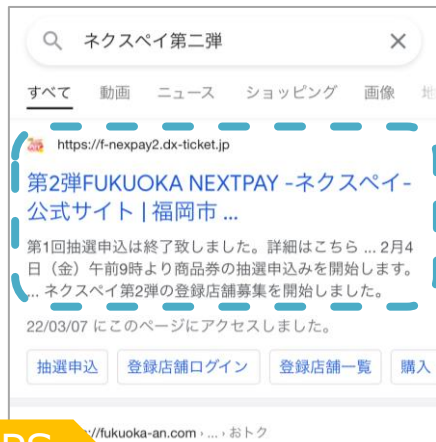 ネクスペイ第二弾
すべて 動画 ニュース ショッピング 画像 地
https://f-nexpay2.dx-ticket.jp
第2弾FUKUOKA NEXTPAY -ネクスペイ-
公式サイト | 福岡市 ...
第1回抽選申込は終了致しました。詳細はこちら ... 2月4
日（金）午前9時より商品券の抽選申込みを開始します。
... ネクスペイ第2弾の登録店舗募集を開始しました。
22/03/07 にこのページにアクセスしました。
抽選申込 登録店舗ログイン 登録店舗一覧 購入
://fukuoka-an.com › ... › おトク